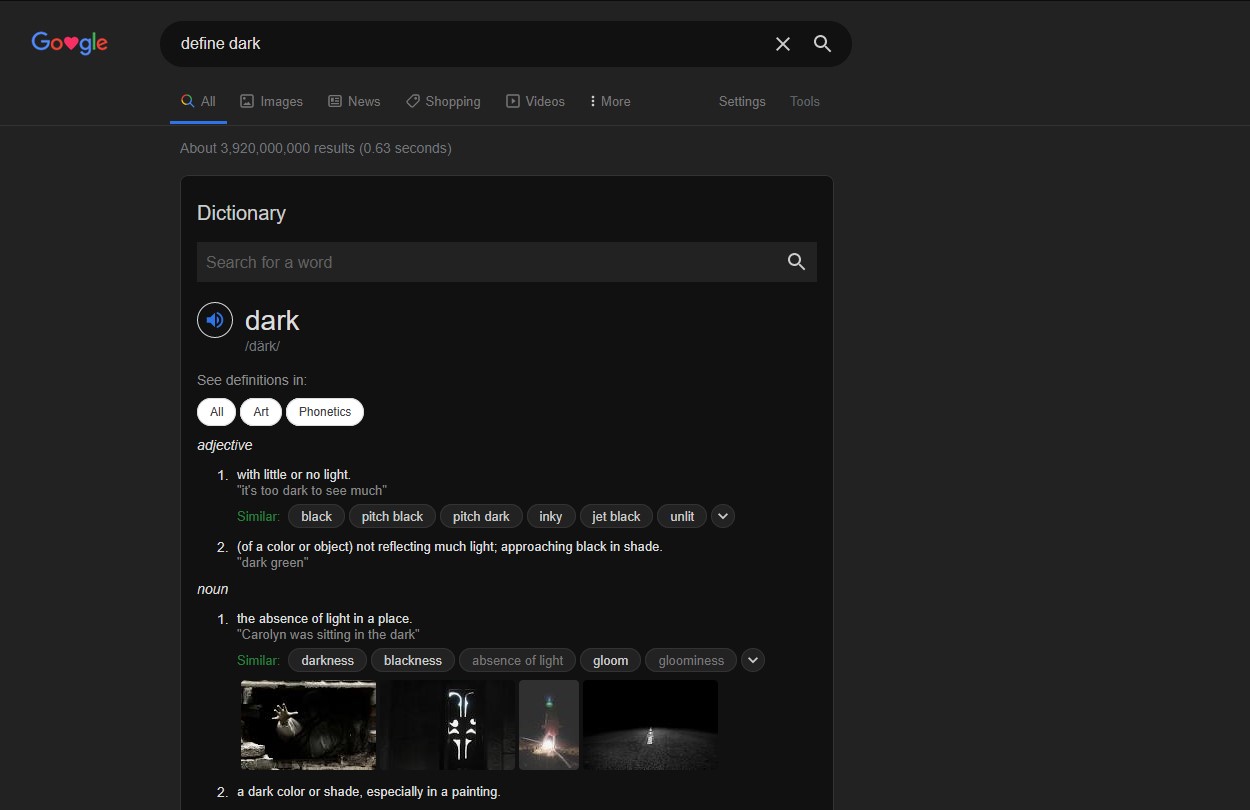 Go♥gle
define dark
All Images News Shopping Videos More Settings Tools
About 3,920,000,000 results (0.63 seconds)
Dictionary
Search for a word
dark
/därk/
See definitions in:
All Art Phonetics
adjective
1. with little or no light.
"it's too dark to see much"
Similar: black pitch black pitch dark inky jet black unlit
2. (of a color or object) not reflecting much light; approaching black in shade.
"dark green"
noun
1. the absence of light in a place.
"Carolyn was sitting in the dark"
Similar: darkness blackness absence of light gloom gloominess
2. a dark color or shade, especially in a painting.